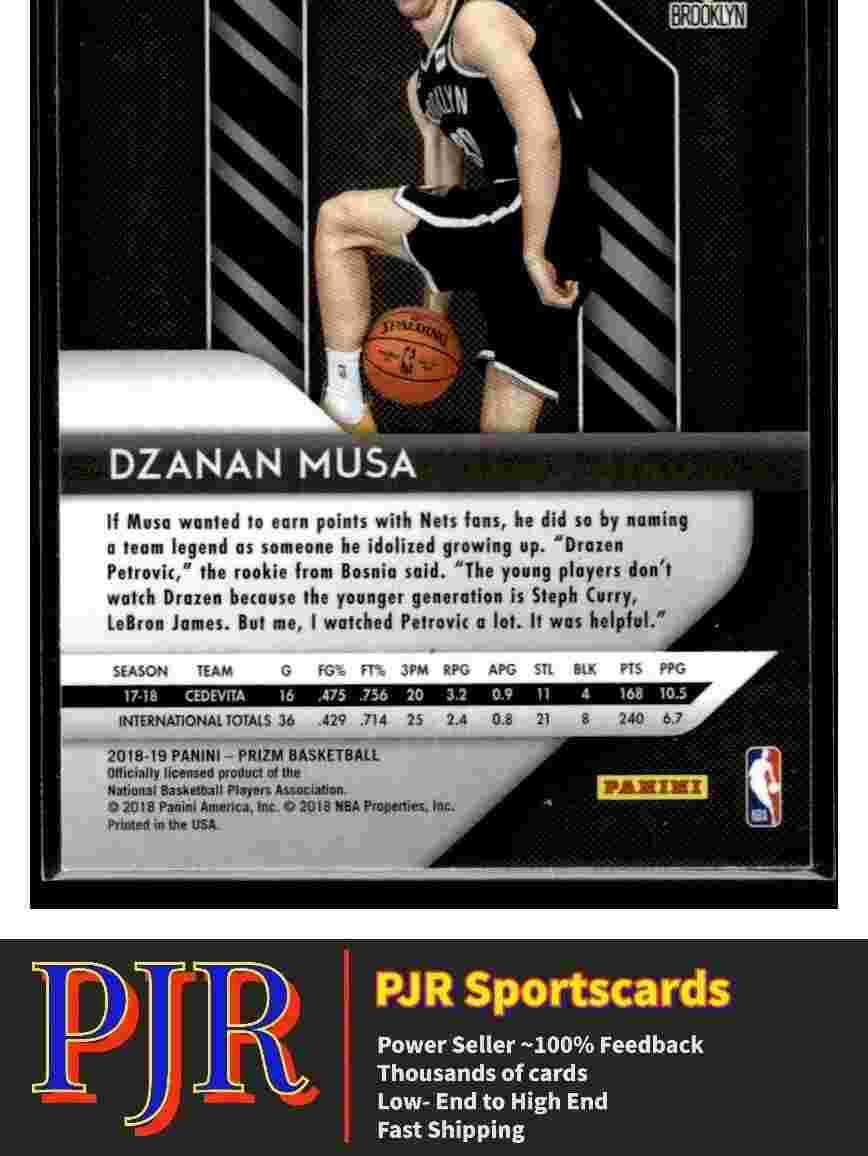 BROOKLYN
SPALDING
DZANAN MUSA
If Musa wanted to earn points with Nets fans, he did so by naming
a team legend as someone he idolized growing up. "Drazen
Petrovic," the rookie from Bosnia said. "The young players don't
watch Drazen because the younger generation is Steph Curry,
LeBron James. But me, I watched Petrovic a lot. It was helpful."
SEASON TEAM G FG% FT% 3PM RPG APG STL BLK PTS PPG
17-18 CEDEVITA 16 .475 .756 20 3.2 0.9 11 4 168 10.5
INTERNATIONAL TOTALS 36 .429 .714 25 2.4 0.8 21 8 240 6.7
2018-19 PANINI – PRIZM BASKETBALL
Officially licensed product of the
National Basketball Players Association.
© 2018 Panini America, Inc. © 2018 NBA Properties, Inc.
Printed in the USA.
PANINI
NBA
PJR
PJR Sportscards
Power Seller ~100% Feedback
Thousands of cards
Low- End to High End
Fast Shipping